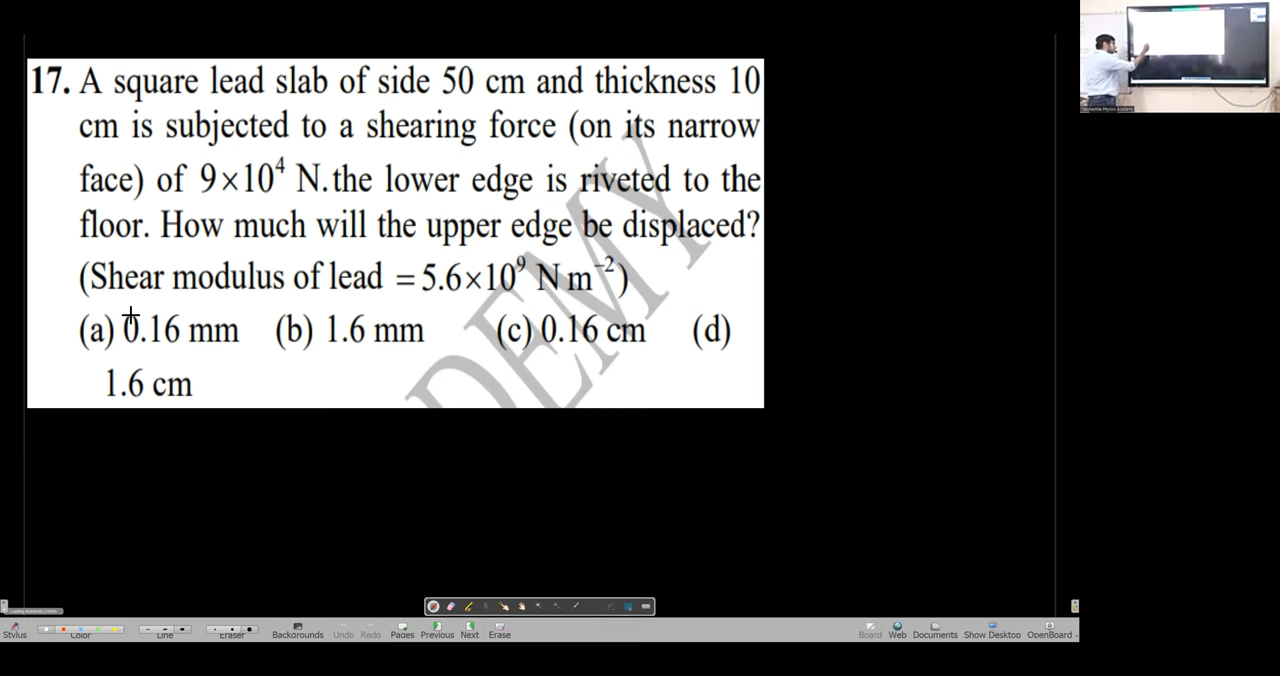 17. A square lead slab of side 50 cm and thickness 10
cm is subjected to a shearing force (on its narrow
face) of 9×10⁴ N.the lower edge is riveted to the
floor. How much will the upper edge be displaced?
(Shear modulus of lead = 5.6×10⁹ N m⁻²)
(a) 0.16 mm (b) 1.6 mm (c) 0.16 cm (d)
1.6 cm
DEMY
Stylus Color Line Eraser Backgrounds Undo Redo Pages Previous Next Erase Board Web Documents Show Desktop OpenBoard